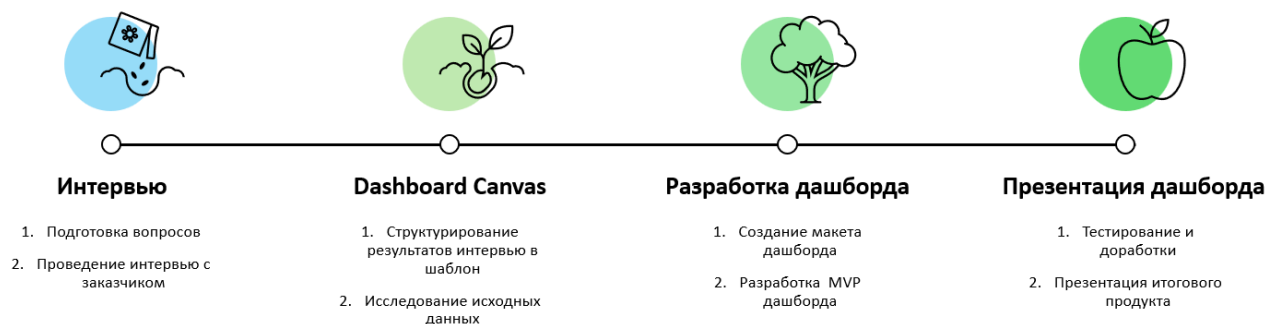 Интервью
1. Подготовка вопросов
2. Проведение интервью с
заказчиком
Dashboard Canvas
1. Структурирование
результатов интервью в
шаблон
2. Исследование исходных
данных
Разработка дашборда
1. Создание макета
дашборда
2. Разработка MVP
дашборда
Презентация дашборда
1. Тестирование и
доработки
2. Презентация итогового
продукта